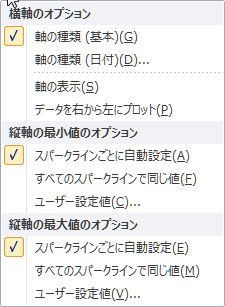 横軸のオプション
軸の種類 (基本)(G)
軸の種類 (日付)(D)...
軸の表示(S)
データを右から左にプロット(P)
縦軸の最小値のオプション
スパークラインごとに自動設定(A)
すべてのスパークラインで同じ値(F)
ユーザー設定値(C)...
縦軸の最大値のオプション
スパークラインごとに自動設定(E)
すべてのスパークラインで同じ値(M)
ユーザー設定値(V)...